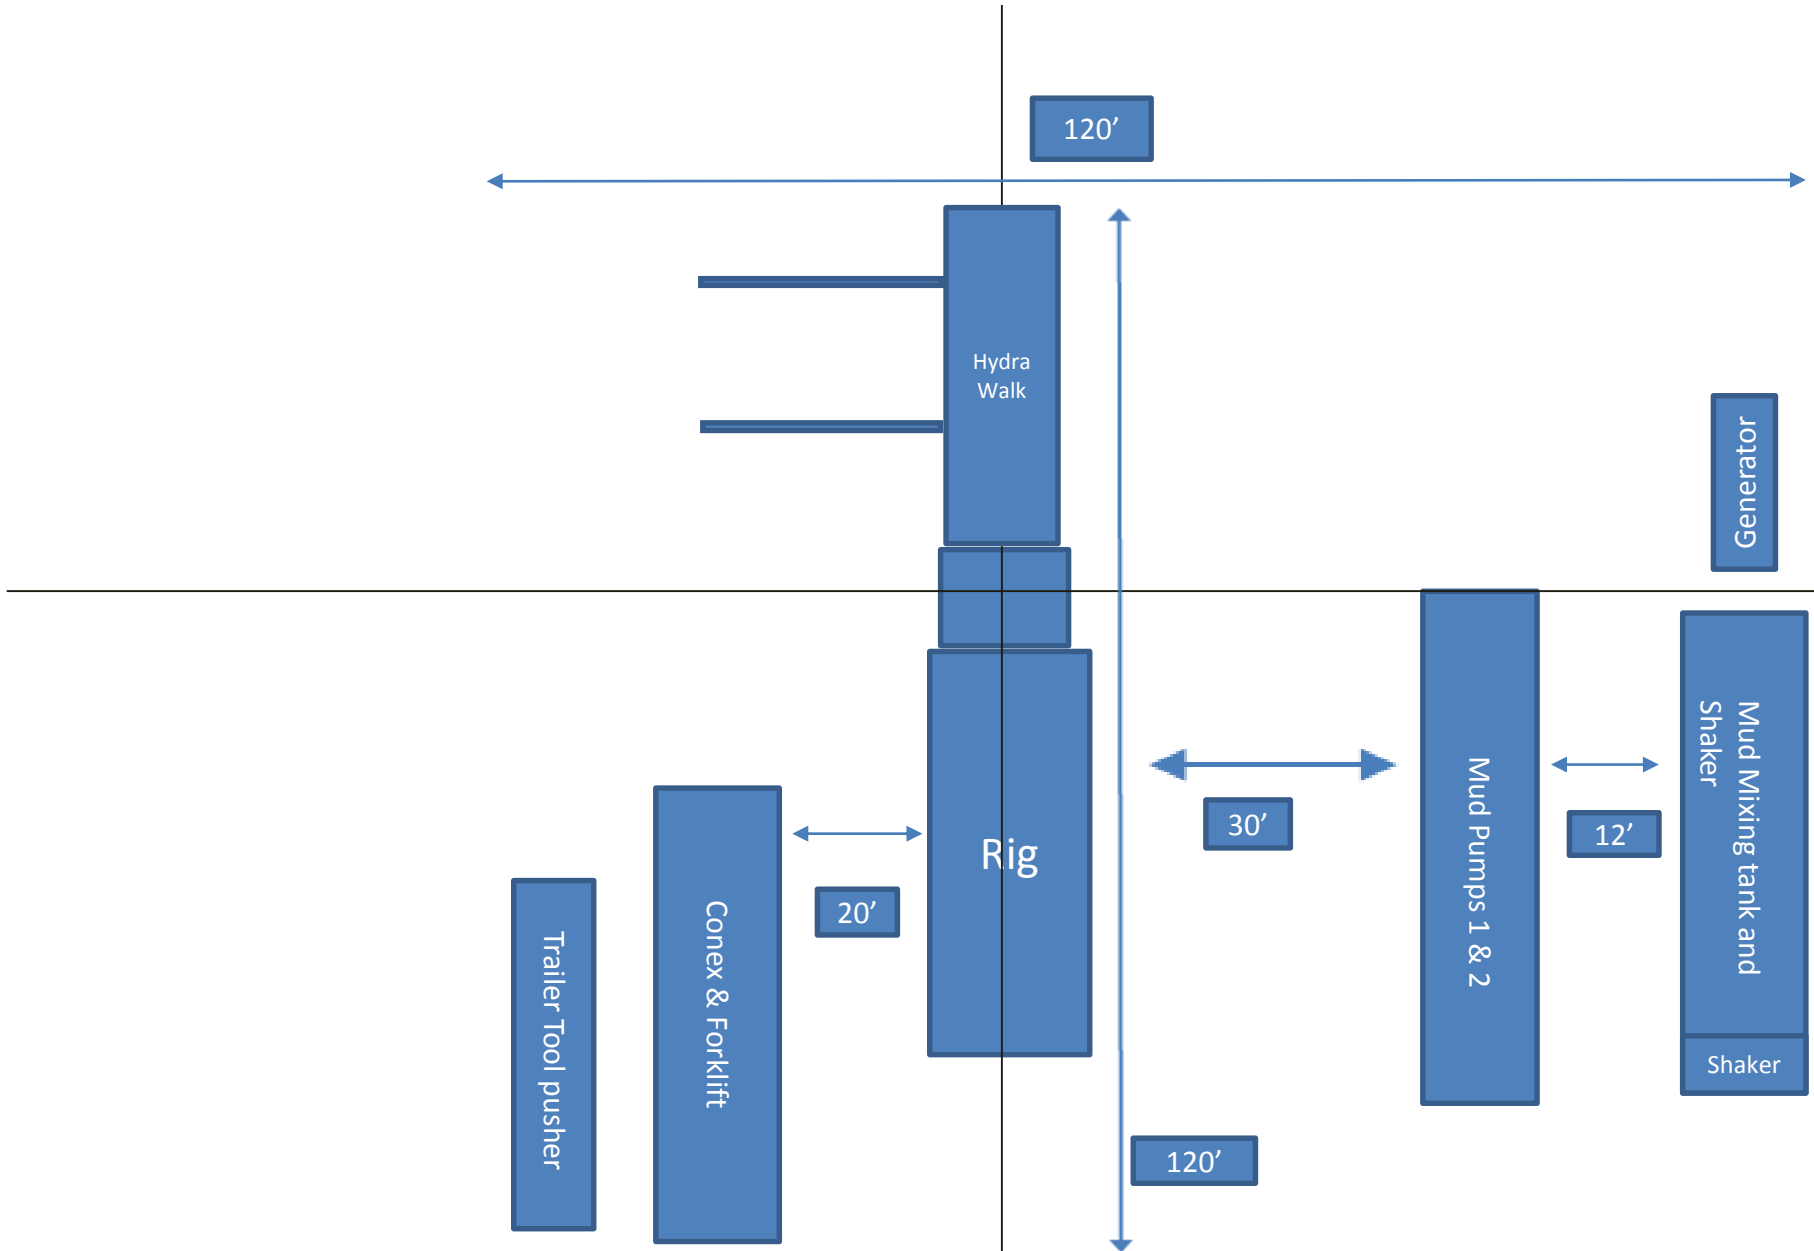 120’
Hydra
Walk
Generator
Rig
30’
12’
20’
Mud Pumps 1 & 2
Mud Mixing tank and
Shaker
Shaker
Conex & Forklift
Trailer Tool pusher
120’